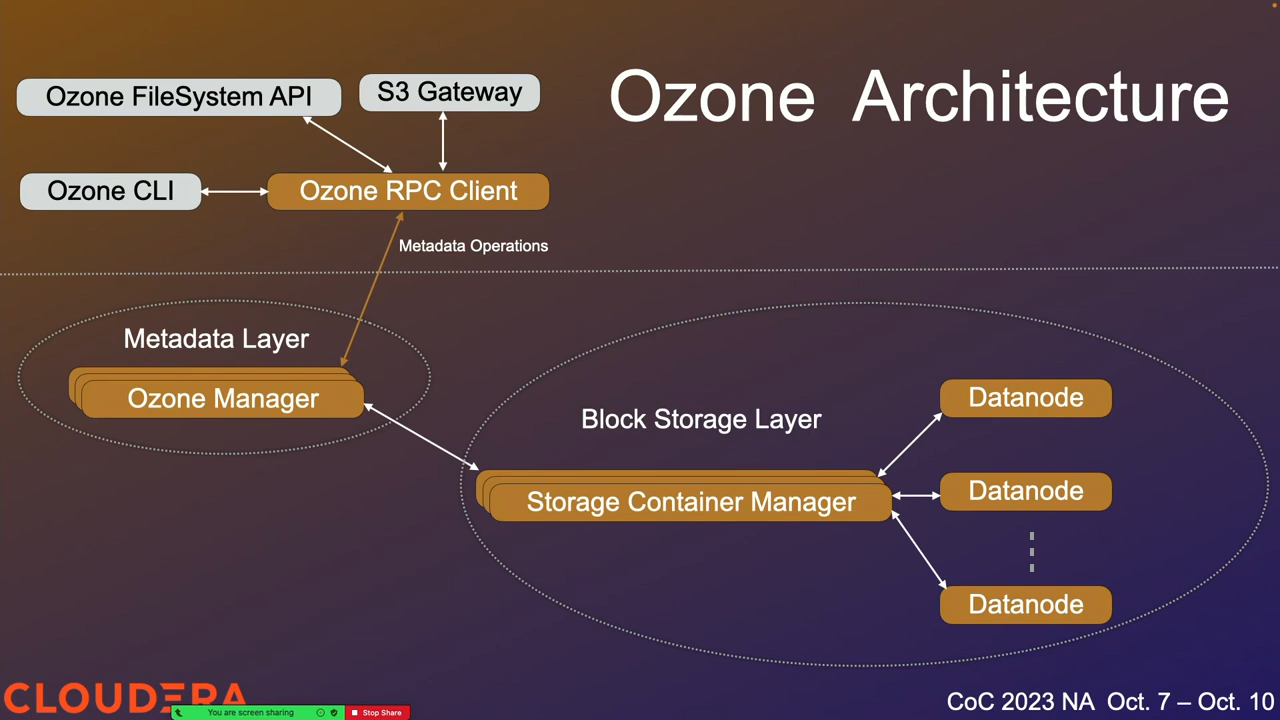 Ozone Architecture
Ozone FileSystem API
S3 Gateway
Ozone CLI
Ozone RPC Client
Metadata Operations
Metadata Layer
Ozone Manager
Block Storage Layer
Storage Container Manager
Datanode
Datanode
Datanode
CLOUDERA
You are screen sharing
Stop Share
CoC 2023 NA Oct. 7 – Oct. 10